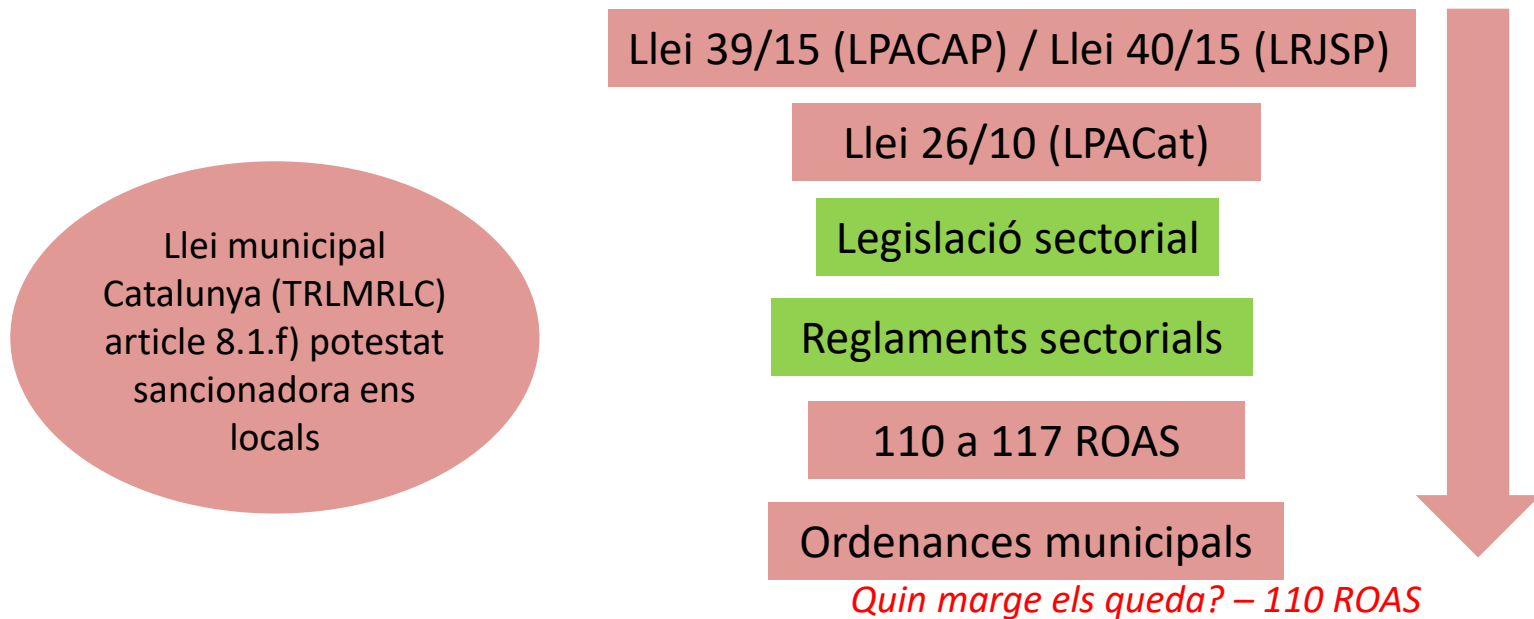 Llei 39/15 (LPACAP) / Llei 40/15 (LRJSP)
Llei 26/10 (LPACat)
Legislació sectorial
Reglaments sectorials
110 a 117 ROAS
Ordenances municipals
Quin marge els queda? – 110 ROAS
Llei municipal
Catalunya (TRLMRLC)
article 8.1.f) potestat
sancionadora ens
locals